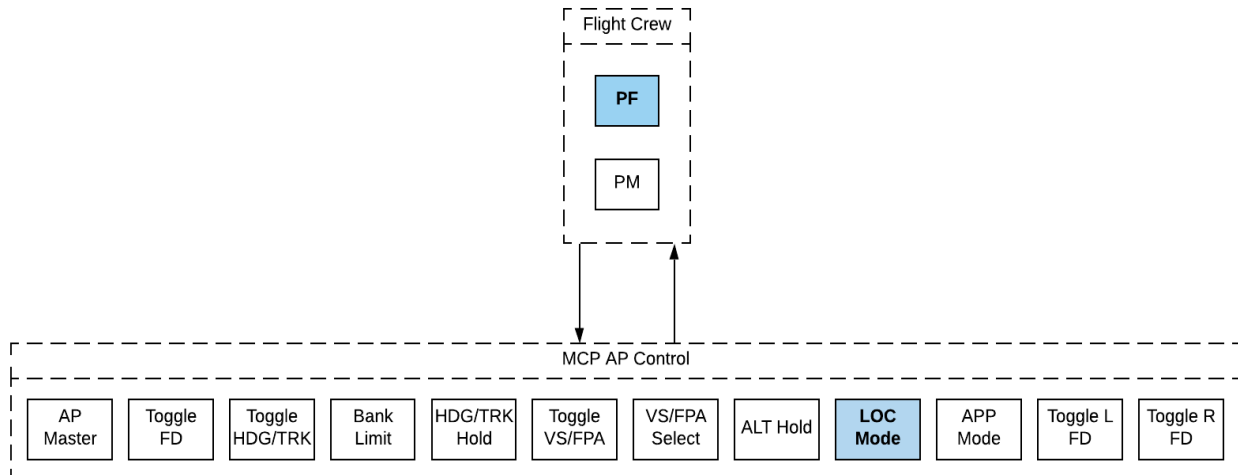 Flight Crew
PF
PM
MCP AP Control
AP
Master
Toggle
FD
Toggle
HDG/TRK
Bank
Limit
HDG/TRK
Hold
Toggle
VS/FPA
VS/FPA
Select
ALT Hold
LOC
Mode
APP
Mode
Toggle L
FD
Toggle R
FD